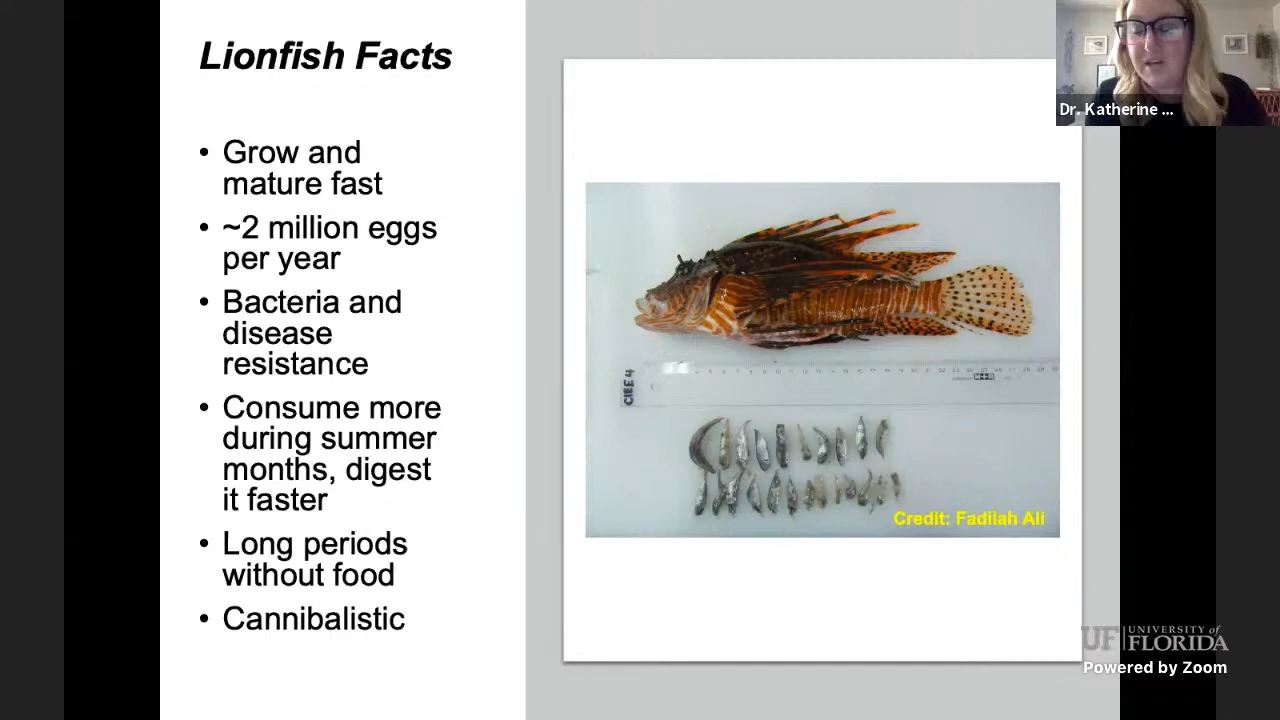 Lionfish Facts
• Grow and
mature fast
• ~2 million eggs
per year
• Bacteria and
disease
resistance
• Consume more
during summer
months, digest
it faster
• Long periods
without food
• Cannibalistic
Credit: Fadilah Ali
Dr. Katherine ...
UF UNIVERSITY of
FLORIDA
Powered by Zoom